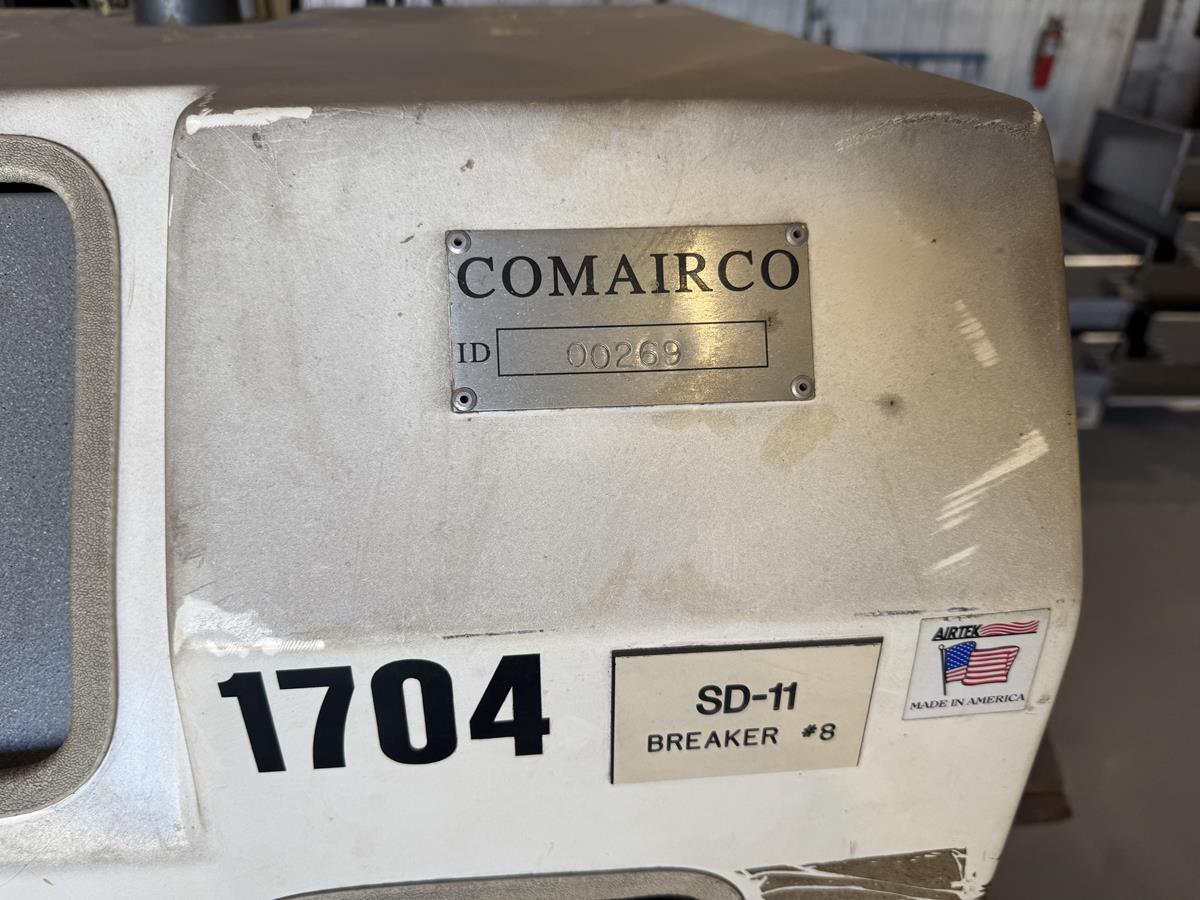 COMAIRCO
ID 00269
1704
SD-11
BREAKER #8
AIRTEK
MADE IN AMERICA